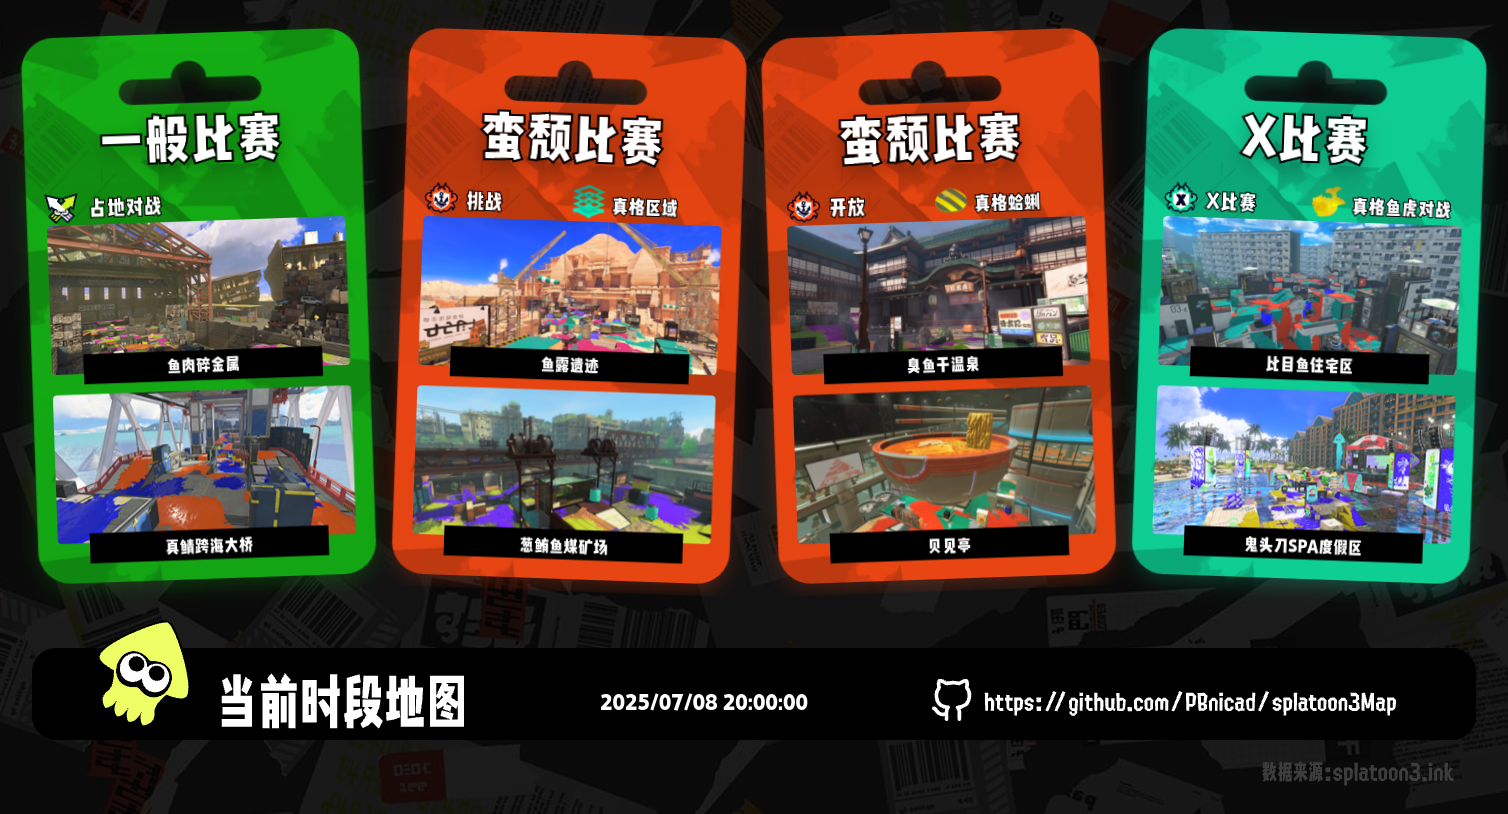 一般比赛
占地对战
鱼肉碎金属
真鲭跨海大桥
蛮颓比赛
挑战
真格区域
鱼露遗迹
葱鲔鱼煤矿场
蛮颓比赛
开放
真格蛤蜊
臭鱼干温泉
贝贝亭
X比赛
X比赛
真格鱼虎对战
比目鱼住宅区
鬼头刀SPA度假区
当前时段地图
2025/07/08 20:00:00
https://github.com/PBnicad/splatoon3Map
数据来源:splatoon3.ink